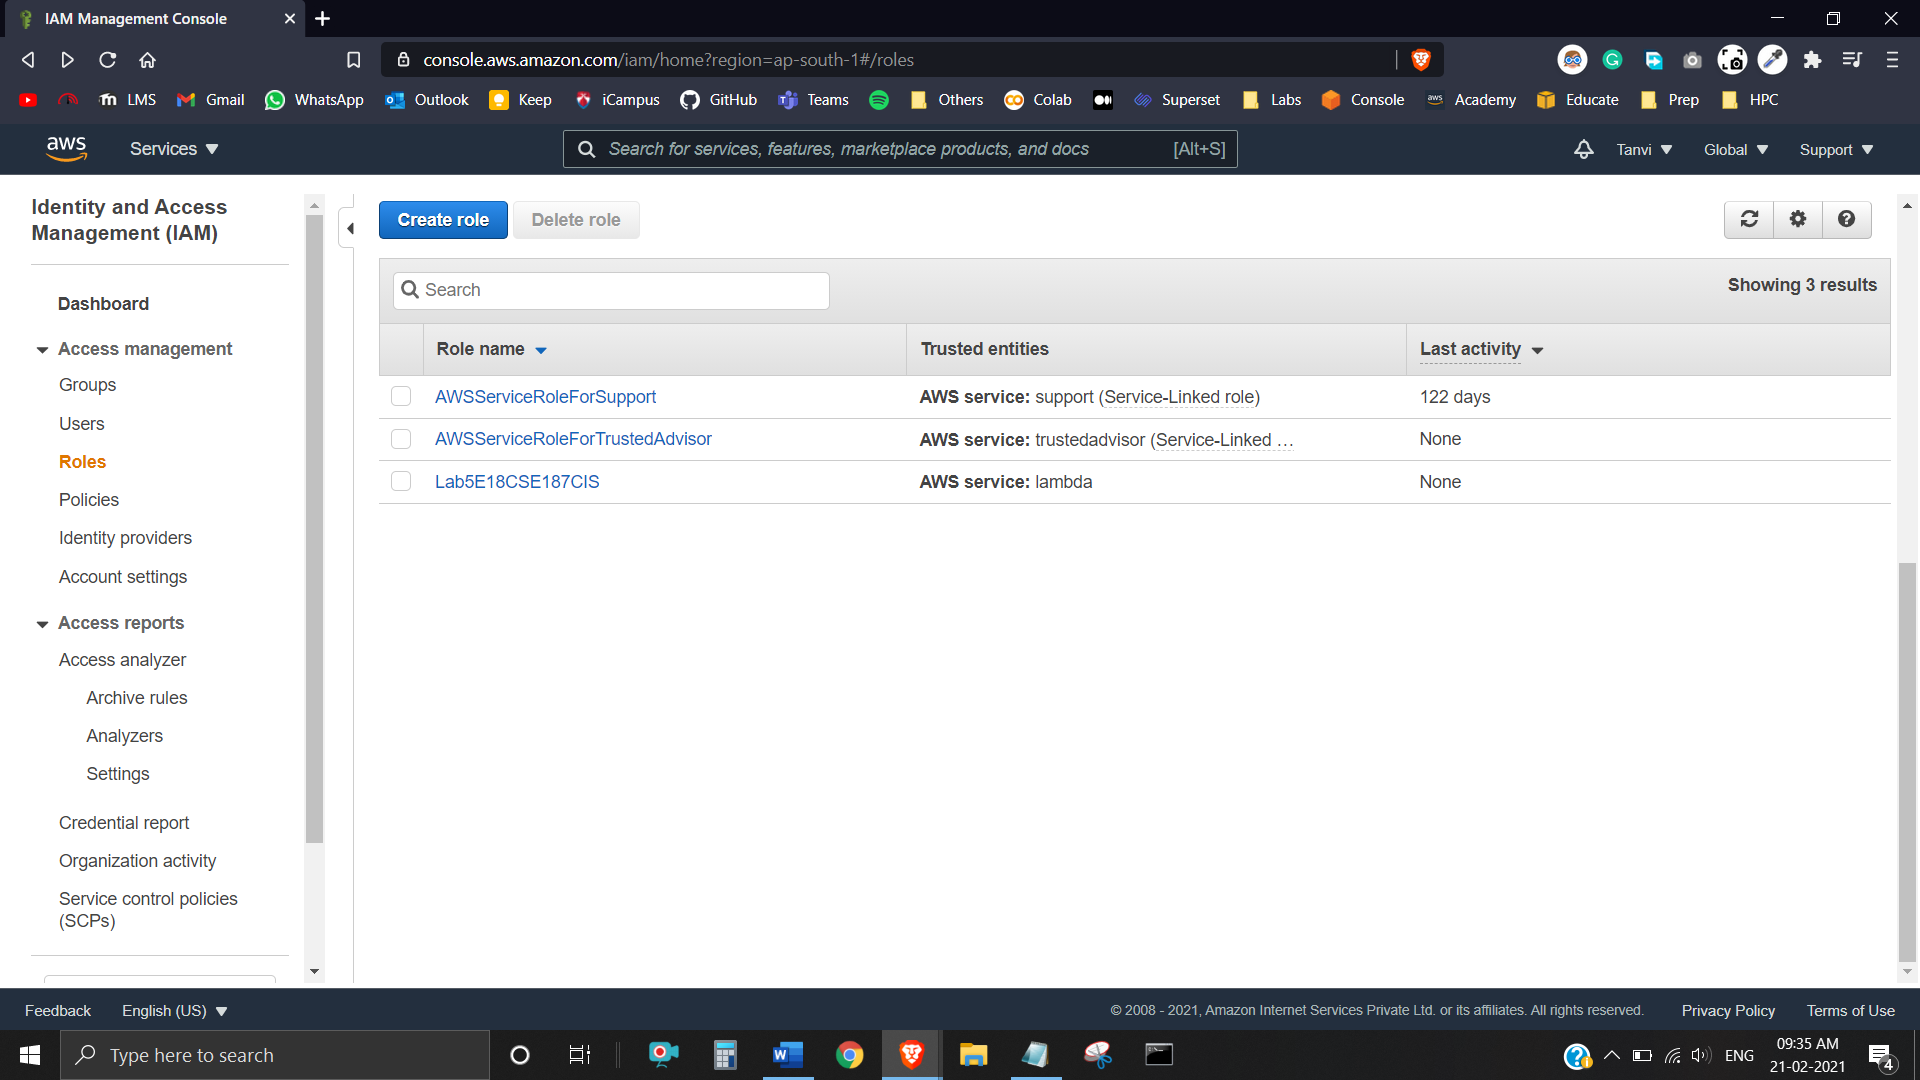 IAM Management Console
console.aws.amazon.com/iam/home?region=ap-south-1#/roles
LMS Gmail WhatsApp Outlook Keep iCampus GitHub Teams Others Colab Superset Labs Console aws Academy Educate Prep HPC
aws Services Search for services, features, marketplace products, and docs [Alt+S] Tanvi Global Support
Identity and Access
Management (IAM)
Dashboard
Access management
Groups
Users
Roles
Policies
Identity providers
Account settings
Access reports
Access analyzer
Archive rules
Analyzers
Settings
Credential report
Organization activity
Service control policies
(SCPs)
Create role Delete role
Search Showing 3 results
Role name Trusted entities Last activity
AWSServiceRoleForSupport AWS service: support (Service-Linked role) 122 days
AWSServiceRoleForTrustedAdvisor AWS service: trustedadvisor (Service-Linked … None
Lab5E18CSE187CIS AWS service: lambda None
Feedback English (US) © 2008 - 2021, Amazon Internet Services Private Ltd. or its affiliates. All rights reserved. Privacy Policy Terms of Use
Type here to search ENG 09:35 AM
21-02-2021 4